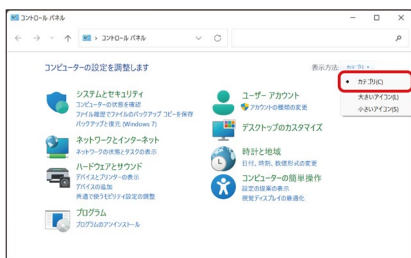 コントロール パネル
コントロール パネル
コンピューターの設定を調整します
表示方法: カテゴリ
カテゴリ(C)
大きいアイコン(L)
小さいアイコン(S)
システムとセキュリティ
コンピューターの状態を確認
ファイル履歴でファイルのバックアップ コピーを保存
バックアップと復元 (Windows 7)
ネットワークとインターネット
ネットワークの状態とタスクの表示
ハードウェアとサウンド
デバイスとプリンターの表示
デバイスの追加
共通で使うモビリティ設定の調整
プログラム
プログラムのアンインストール
ユーザー アカウント
アカウントの種類の変更
デスクトップのカスタマイズ
時計と地域
日付、時刻、数値形式の変更
コンピューターの簡単操作
設定の提案の表示
視覚ディスプレイの最適化